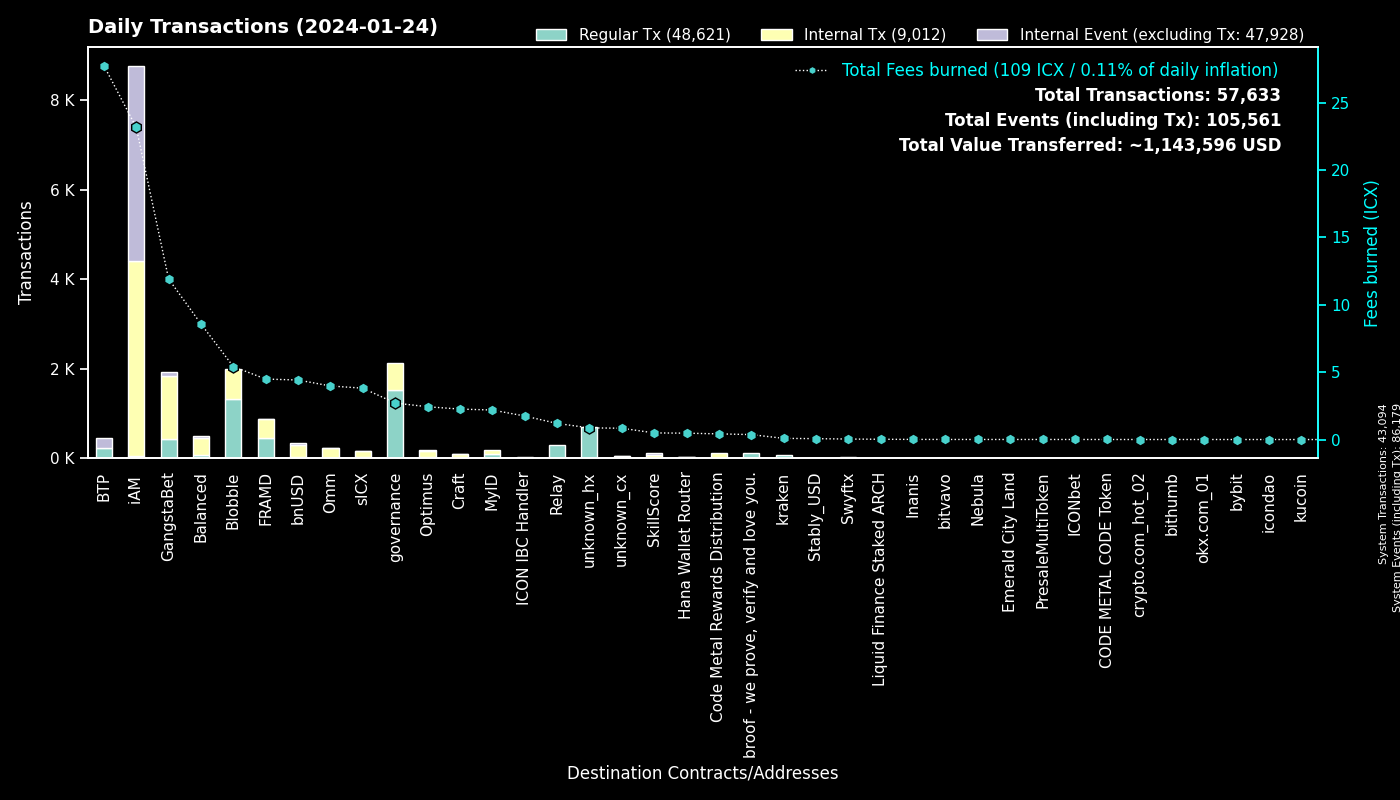 Daily Transactions (2024-01-24)
Regular Tx (48,621)
Internal Tx (9,012)
Internal Event (excluding Tx: 47,928)
Total Fees burned (109 ICX / 0.11% of daily inflation)
Total Transactions: 57,633
Total Events (including Tx): 105,561
Total Value Transferred: ~1,143,596 USD
Transactions
8 K
6 K
4 K
2 K
0 K
25
20
15
10
5
0
Fees burned (ICX)
System Transactions: 43,094
System Events (including Tx): 86,179
BTP
iAM
GangstaBet
Balanced
Blobble
FRAMD
bnUSD
Omm
sICX
governance
Optimus
Craft
MyID
ICON IBC Handler
Relay
unknown_hx
unknown_cx
SkillScore
Hana Wallet Router
Code Metal Rewards Distribution
broof - we prove, verify and love you.
kraken
Stably_USD
Swyftx
Liquid Finance Staked ARCH
Inanis
bitvavo
Nebula
Emerald City Land
PresaleMultiToken
ICONbet
CODE METAL CODE Token
crypto.com_hot_02
bithumb
okx.com_01
bybit
icondao
kucoin
Destination Contracts/Addresses